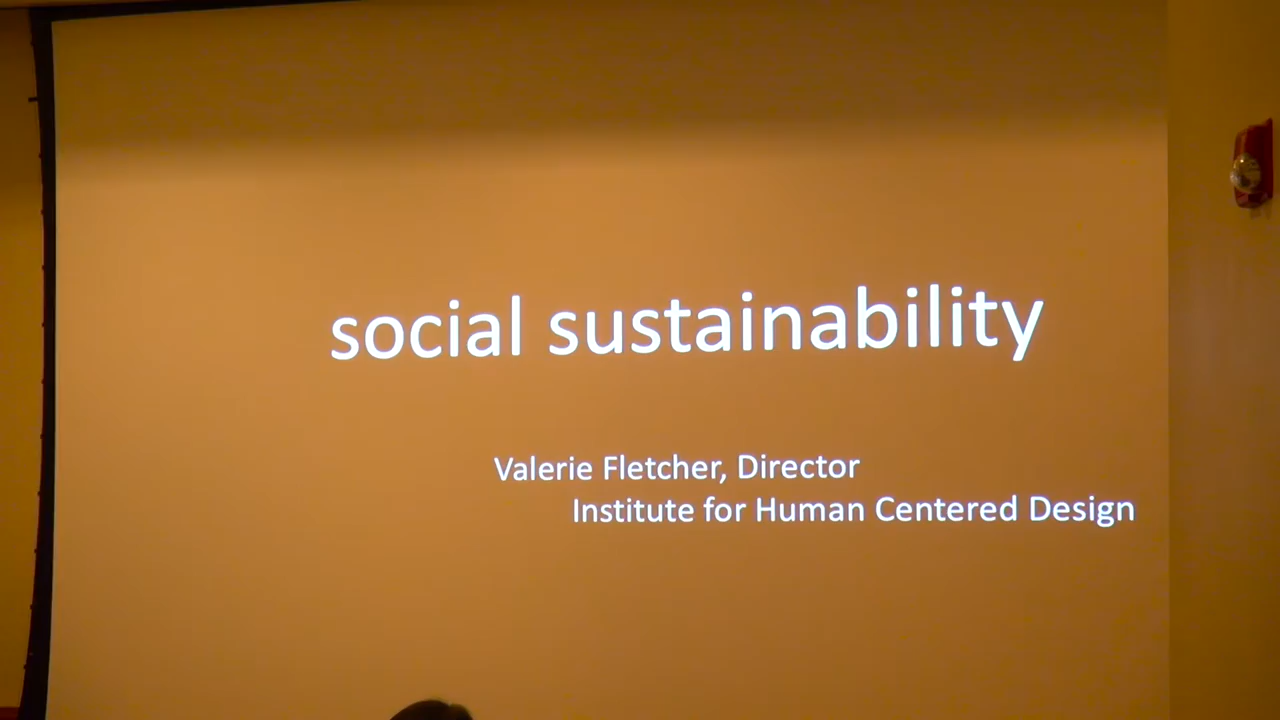 social sustainability
Valerie Fletcher, Director
Institute for Human Centered Design